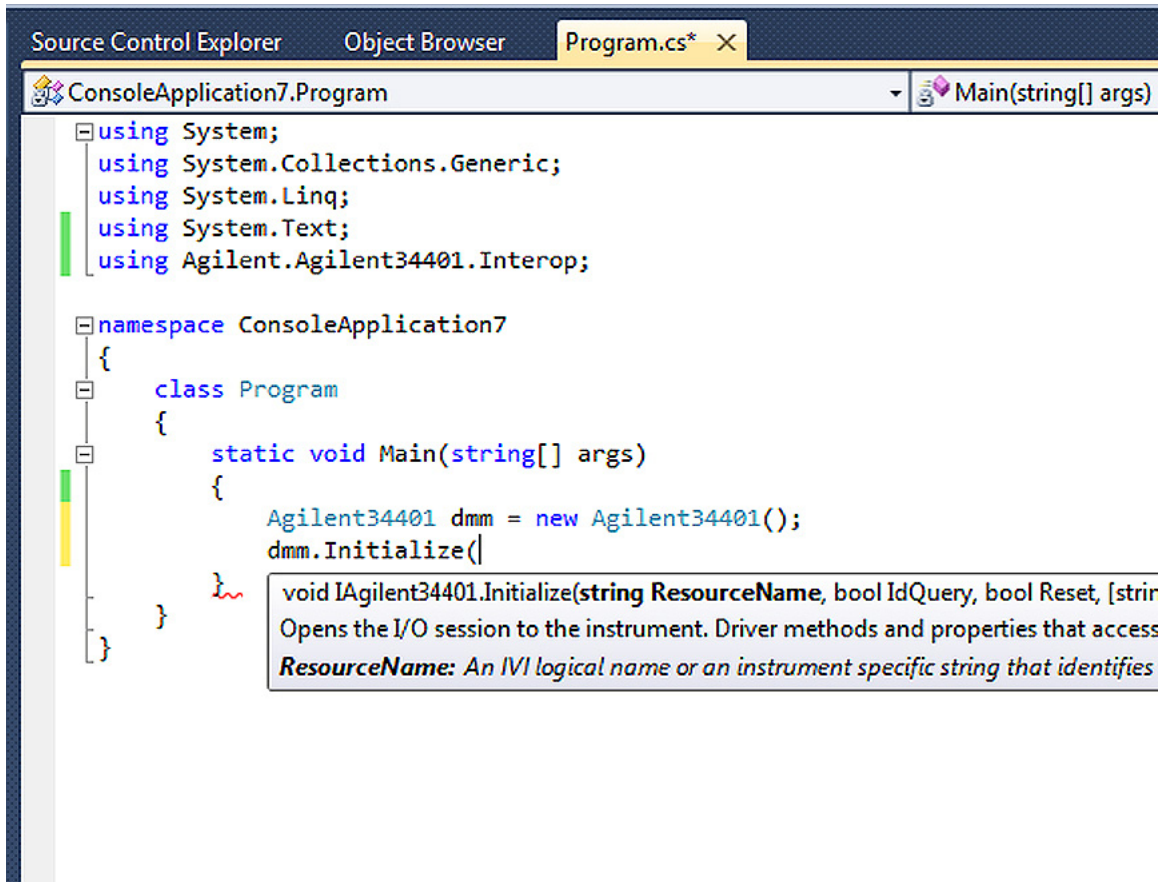 Source Control Explorer Object Browser Program.cs*
ConsoleApplication7.Program Main(string[] args)
using System;
using System.Collections.Generic;
using System.Linq;
using System.Text;
using Agilent.Agilent34401.Interop;
namespace ConsoleApplication7
{
class Program
{
static void Main(string[] args)
{
Agilent34401 dmm = new Agilent34401();
dmm.Initialize(
}
void IAgilent34401.Initialize(string ResourceName, bool IdQuery, bool Reset, [strin
}
Opens the I/O session to the instrument. Driver methods and properties that access
}
ResourceName: An IVI logical name or an instrument specific string that identifies